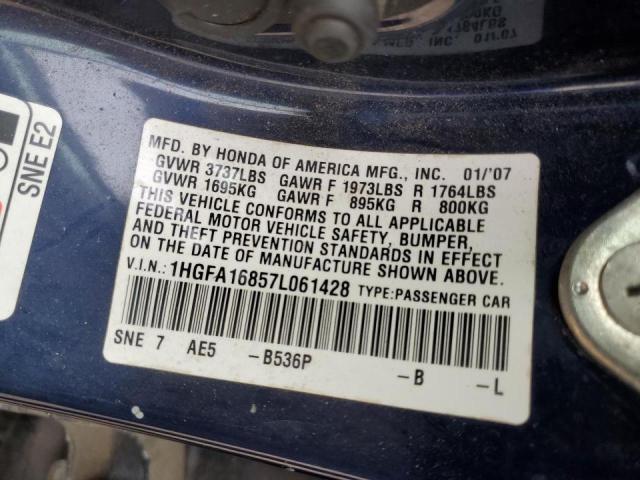 MFD. BY HONDA OF AMERICA MFG., INC. 01/'07
GVWR 3737LBS GAWR F 1973LBS R 1764LBS
GVWR 1695KG GAWR F 895KG R 800KG
THIS VEHICLE CONFORMS TO ALL APPLICABLE
FEDERAL MOTOR VEHICLE SAFETY, BUMPER,
AND THEFT PREVENTION STANDARDS IN EFFECT
ON THE DATE OF MANUFACTURE SHOWN ABOVE.
V.I.N.: 1HGFA16857L061428 TYPE:PASSENGER CAR
SNE 7 AE5 -B536P -B -L
SNE E2